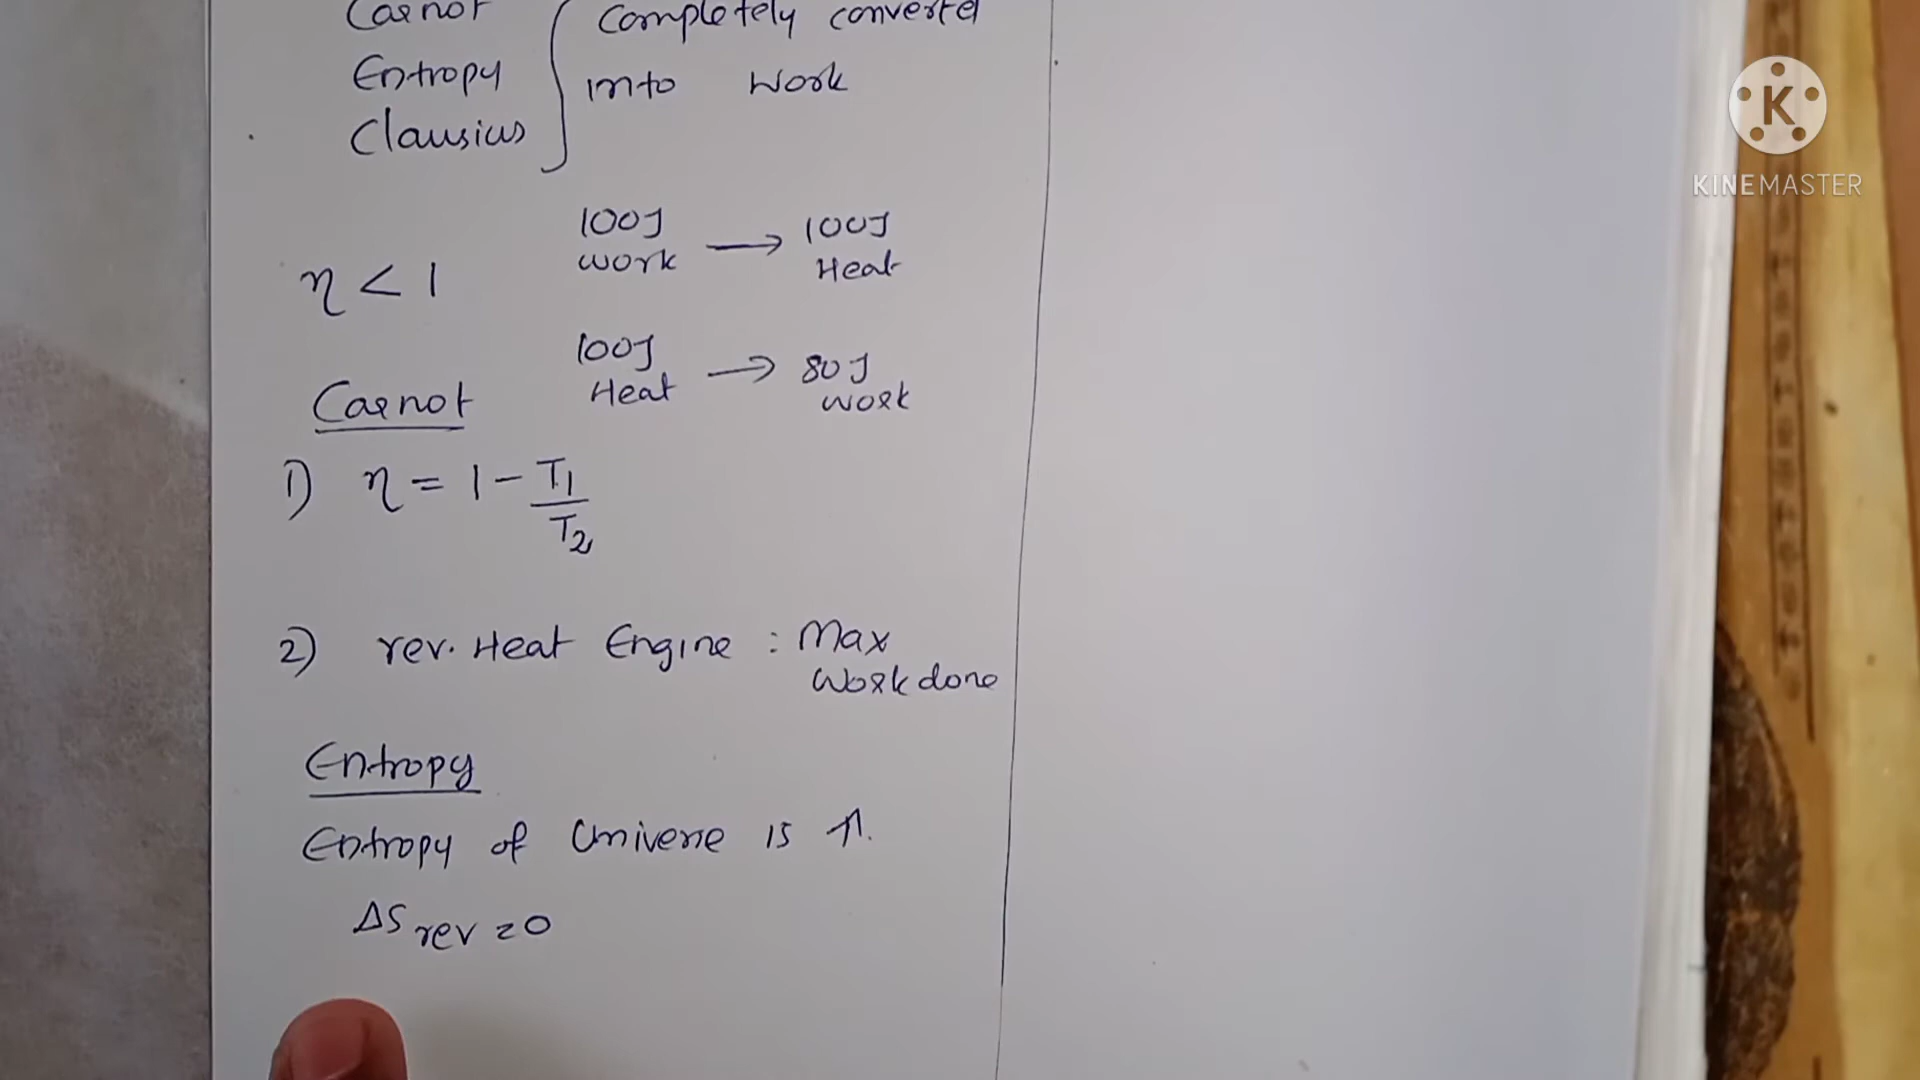 Carnot
Entropy
Clausius
completely converted
into work
100J
work → 100J
Heat
η < 1
100J
Heat → 80J
work
Carnot
1) η = 1 - T1/T2
2) rev. Heat Engine : Max
work done
Entropy
Entropy of Universe is ↑.
ΔS rev = 0
K
KINEMASTER